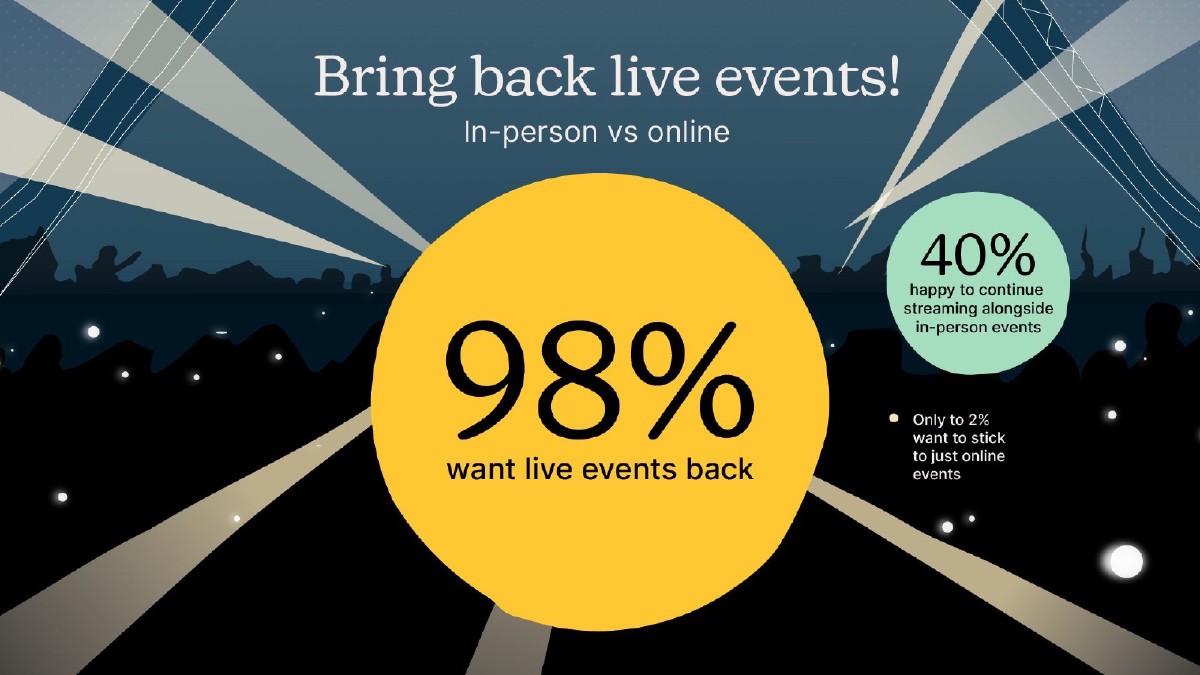 Bring back live events!
In-person vs online
98%
want live events back
40%
happy to continue
streaming alongside
in-person events
Only to 2%
want to stick
to just online
events